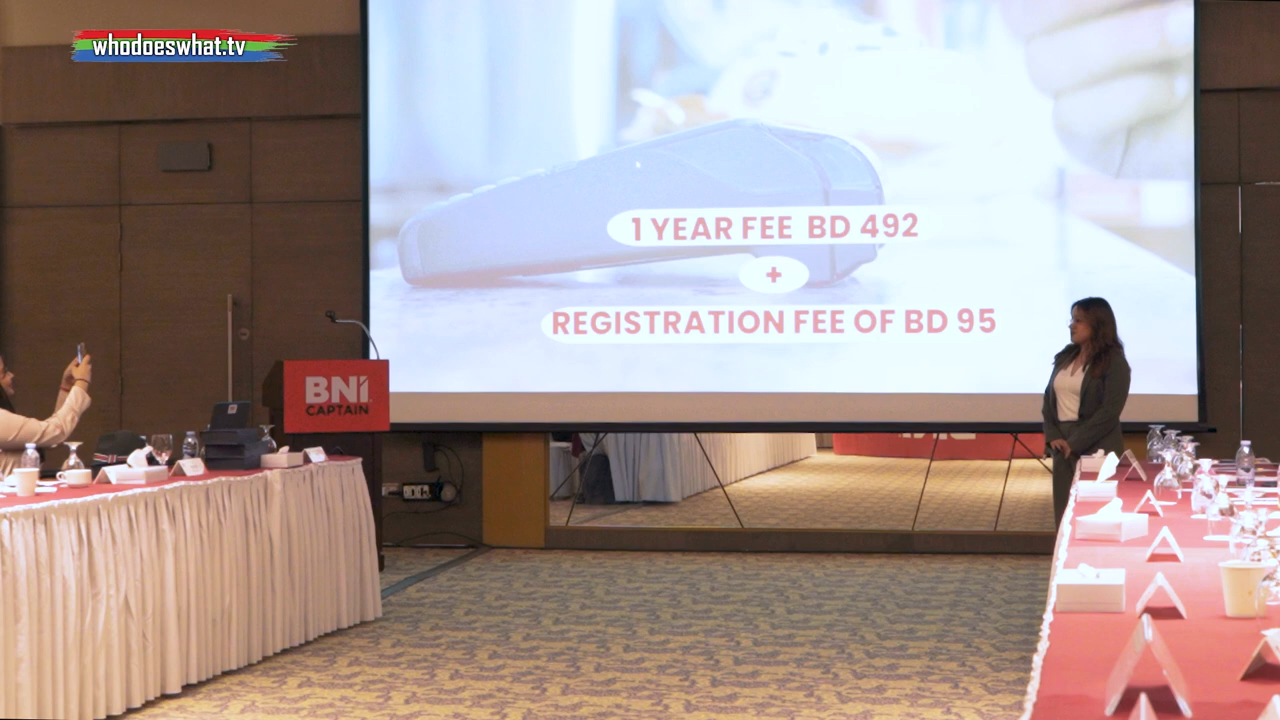 whodoeswhat.tv
1 YEAR FEE BD 492
+
REGISTRATION FEE OF BD 95
BNI
CAPTAIN